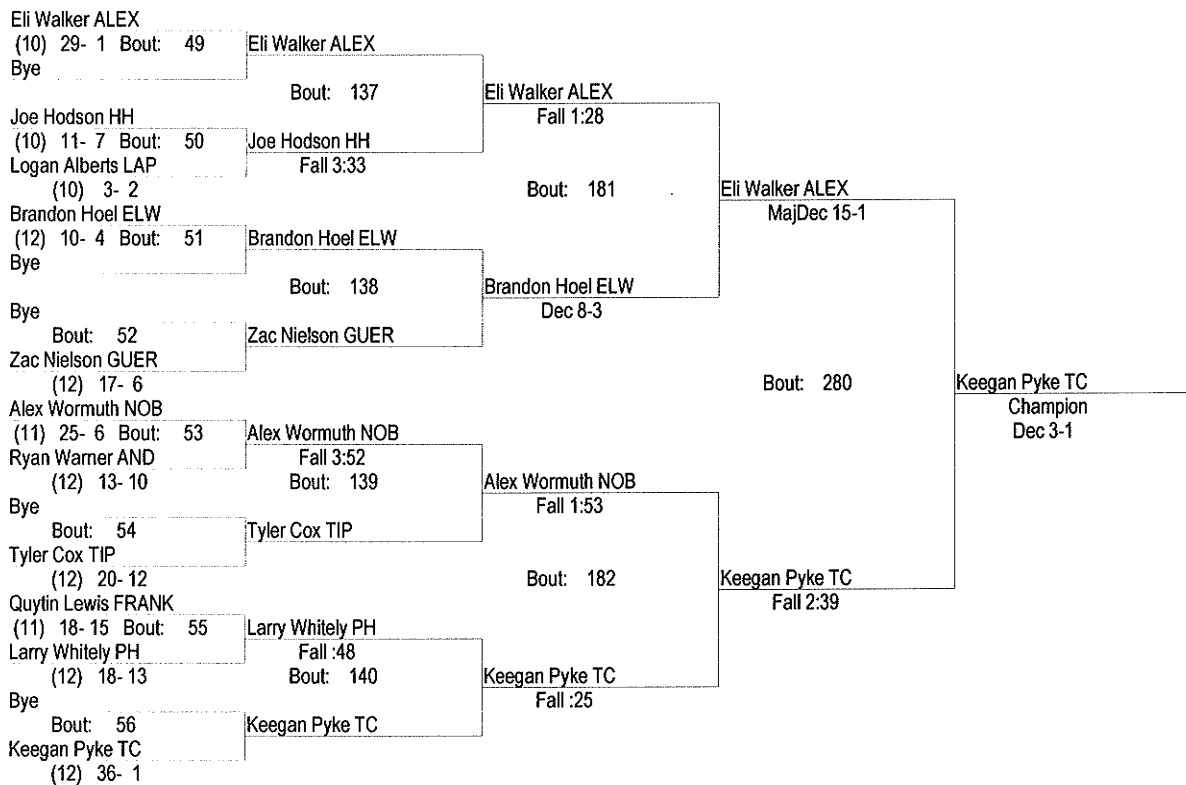 Eli Walker ALEX
(10) 29- 1 Bout: 49
Bye
Eli Walker ALEX
Bout: 137
Joe Hodson HH
(10) 11- 7 Bout: 50
Logan Alberts LAP
(10) 3- 2
Joe Hodson HH
Fall 3:33
Eli Walker ALEX
Fall 1:28
Bout: 181
Brandon Hoel ELW
(12) 10- 4 Bout: 51
Bye
Brandon Hoel ELW
Bout: 138
Bye
Bout: 52
Zac Nielson GUER
(12) 17- 6
Zac Nielson GUER
Brandon Hoel ELW
Dec 8-3
Eli Walker ALEX
MajDec 15-1
Bout: 280
Alex Wormuth NOB
(11) 25- 6 Bout: 53
Ryan Warner AND
(12) 13- 10
Alex Wormuth NOB
Fall 3:52
Bout: 139
Bye
Bout: 54
Tyler Cox TIP
(12) 20- 12
Tyler Cox TIP
Alex Wormuth NOB
Fall 1:53
Bout: 182
Quytin Lewis FRANK
(11) 18- 15 Bout: 55
Larry Whitely PH
(12) 18- 13
Larry Whitely PH
Fall :48
Bout: 140
Bye
Bout: 56
Keegan Pyke TC
(12) 36- 1
Keegan Pyke TC
Keegan Pyke TC
Fall :25
Keegan Pyke TC
Fall 2:39
Keegan Pyke TC
Champion
Dec 3-1